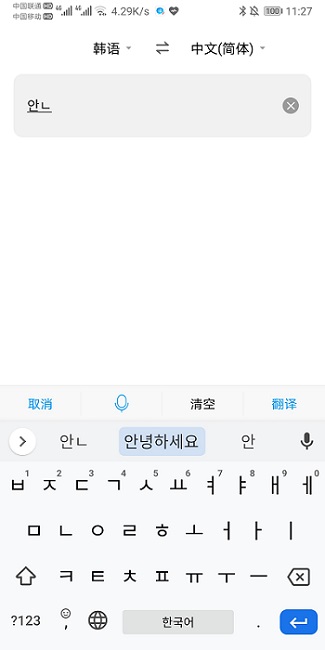 中国联通 HD 4G 4G 4.29K/s 100 11:27
中国移动 HD
韩语 中文(简体)
안ㄴ
取消 清空 翻译
안ㄴ 안녕하세요 안
1 2 3 4 5 6 7 8 9 0
ㅂ ㅈ ㄷ ㄱ ㅅ ㅛ ㅕ ㅑ ㅐ ㅔ
ㅁ ㄴ ㅇ ㄹ ㅎ ㅗ ㅓ ㅏ ㅣ
ㅋ ㅌ ㅊ ㅍ ㅠ ㅜ ㅡ
?123 , 한국어 .